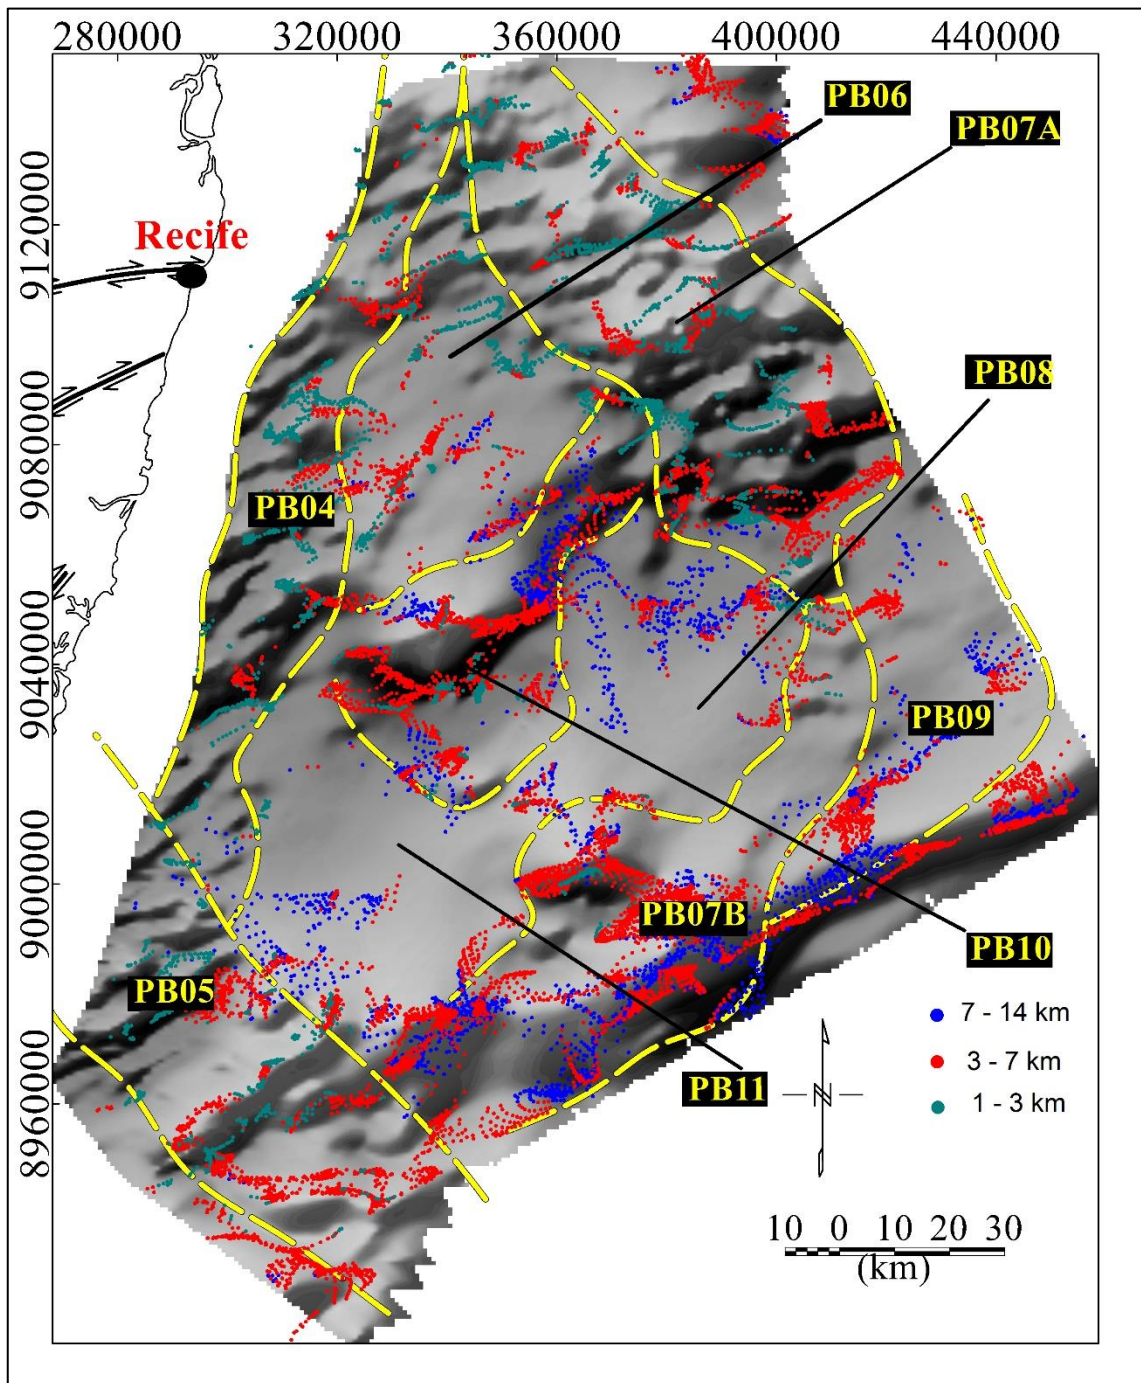 280000 320000 360000 400000 440000
PB06
PB07A
9120000
Recife
PB08
9080000
PB04
9040000
PB09
9000000
PB07B
PB10
PB05
7 - 14 km
3 - 7 km
PB11
1 - 3 km
8960000
N
10 0 10 20 30
(km)